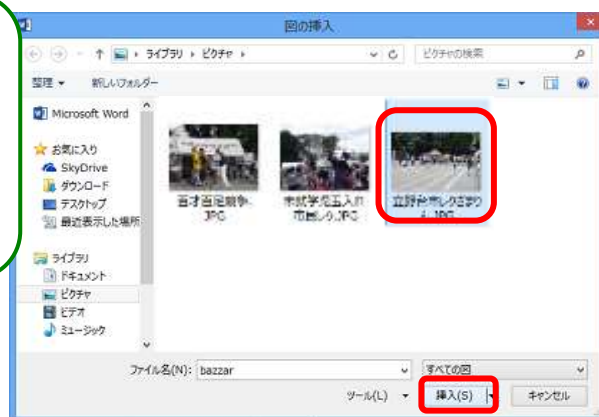 図の挿入
ライブラリ ▸ ピクチャ ▸
ピクチャの検索
整理 ▾ 新しいフォルダー
Microsoft Word
お気に入り
SkyDrive
ダウンロード
デスクトップ
最近表示した場所
ライブラリ
ドキュメント
ピクチャ
ビデオ
ミュージック
.JPG
.JPG
.JPG
ファイル名(N): bazzar
すべての図
ツール(L) ▾ 挿入(S) キャンセル